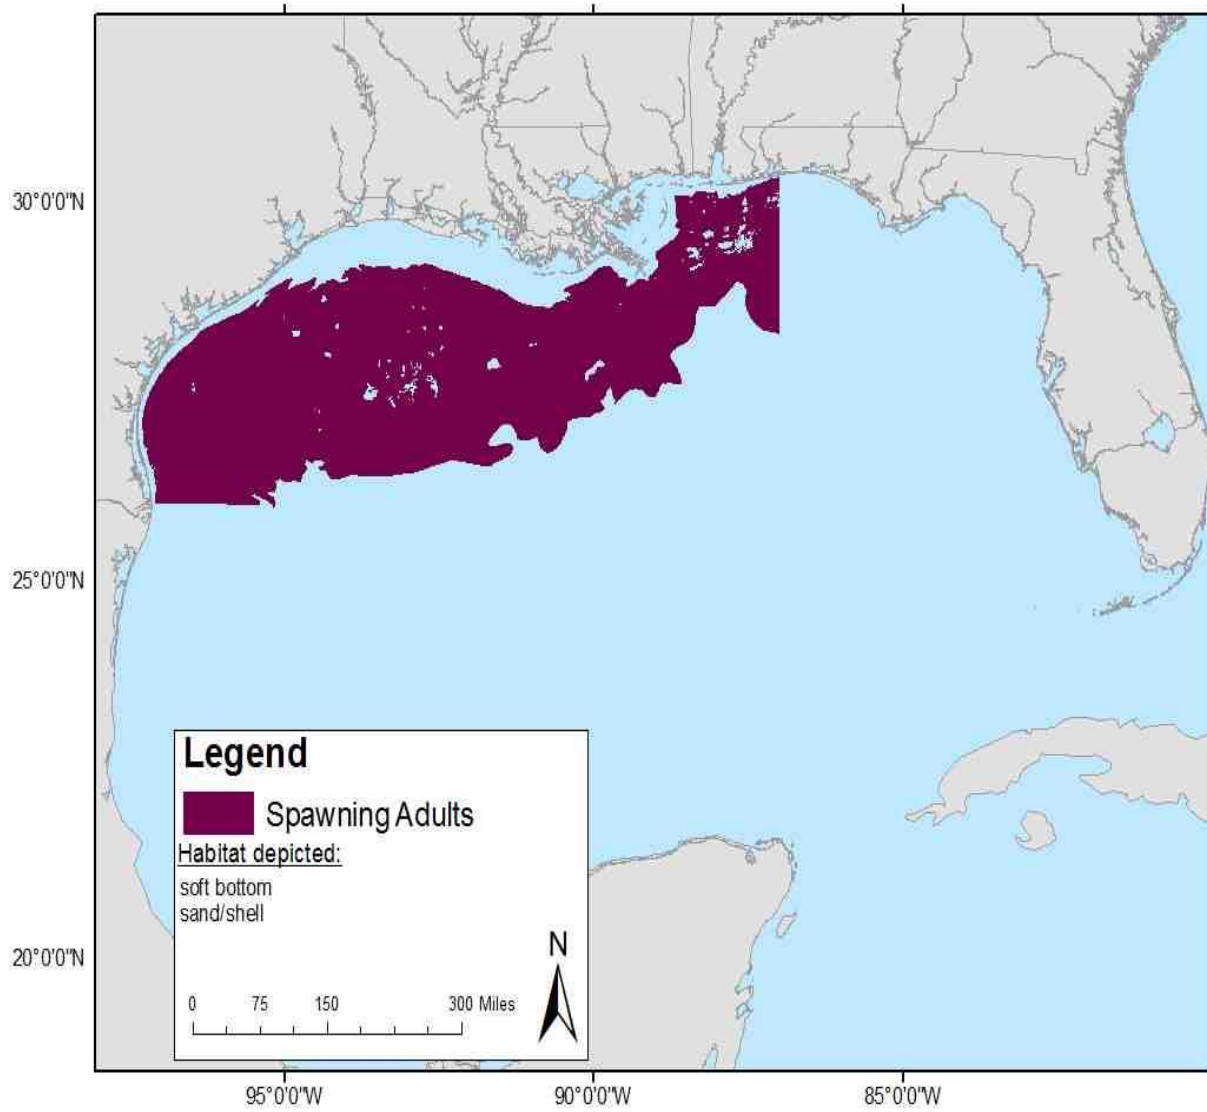 30°0'0"N
25°0'0"N
20°0'0"N
Legend
Spawning Adults
Habitat depicted:
soft bottom
sand/shell
N
0 75 150 300 Miles
95°0'0"W 90°0'0"W 85°0'0"W